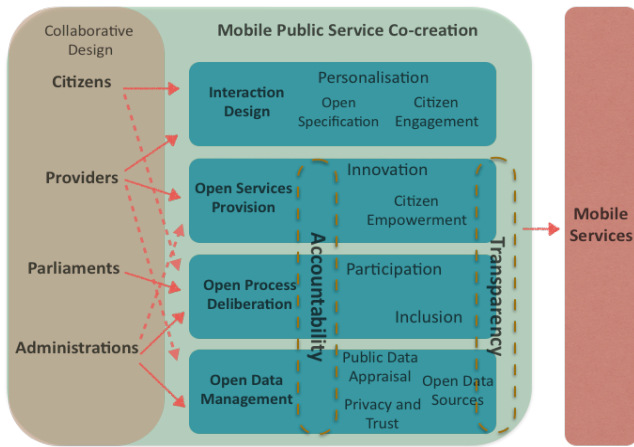 Collaborative
Design
Mobile Public Service Co-creation
Citizens
Providers
Parliaments
Administrations
Interaction
Design
Personalisation
Open
Specification
Citizen
Engagement
Open Services
Provision
Innovation
Citizen
Empowerment
Open Process
Deliberation
Participation
Inclusion
Open Data
Management
Public Data
Appraisal
Privacy and
Trust
Open Data
Sources
Accountability
Transparency
Mobile
Services